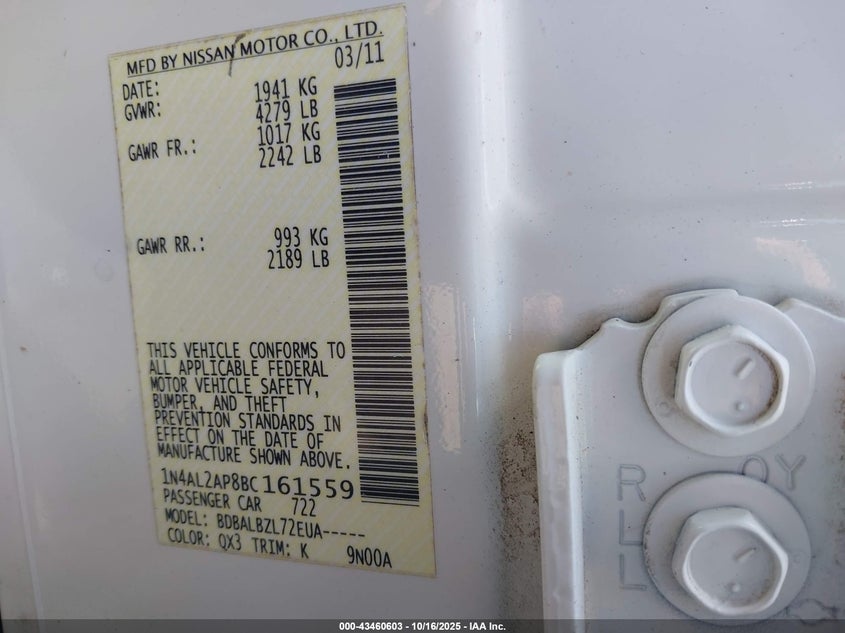 MFD BY NISSAN MOTOR CO., LTD.
03/11
DATE:
GVWR: 1941 KG
4279 LB
GAWR FR.: 1017 KG
2242 LB
GAWR RR.: 993 KG
2189 LB
THIS VEHICLE CONFORMS TO
ALL APPLICABLE FEDERAL
MOTOR VEHICLE SAFETY,
BUMPER, AND THEFT
PREVENTION STANDARDS IN
EFFECT ON THE DATE OF
MANUFACTURE SHOWN ABOVE.
1N4AL2AP8BC161559
PASSENGER CAR 722
MODEL: BDBALBZL72EUA-----
COLOR: QX3 TRIM: K 9N00A
R OY
L
L
000-43460603 - 10/16/2025 - IAA Inc.